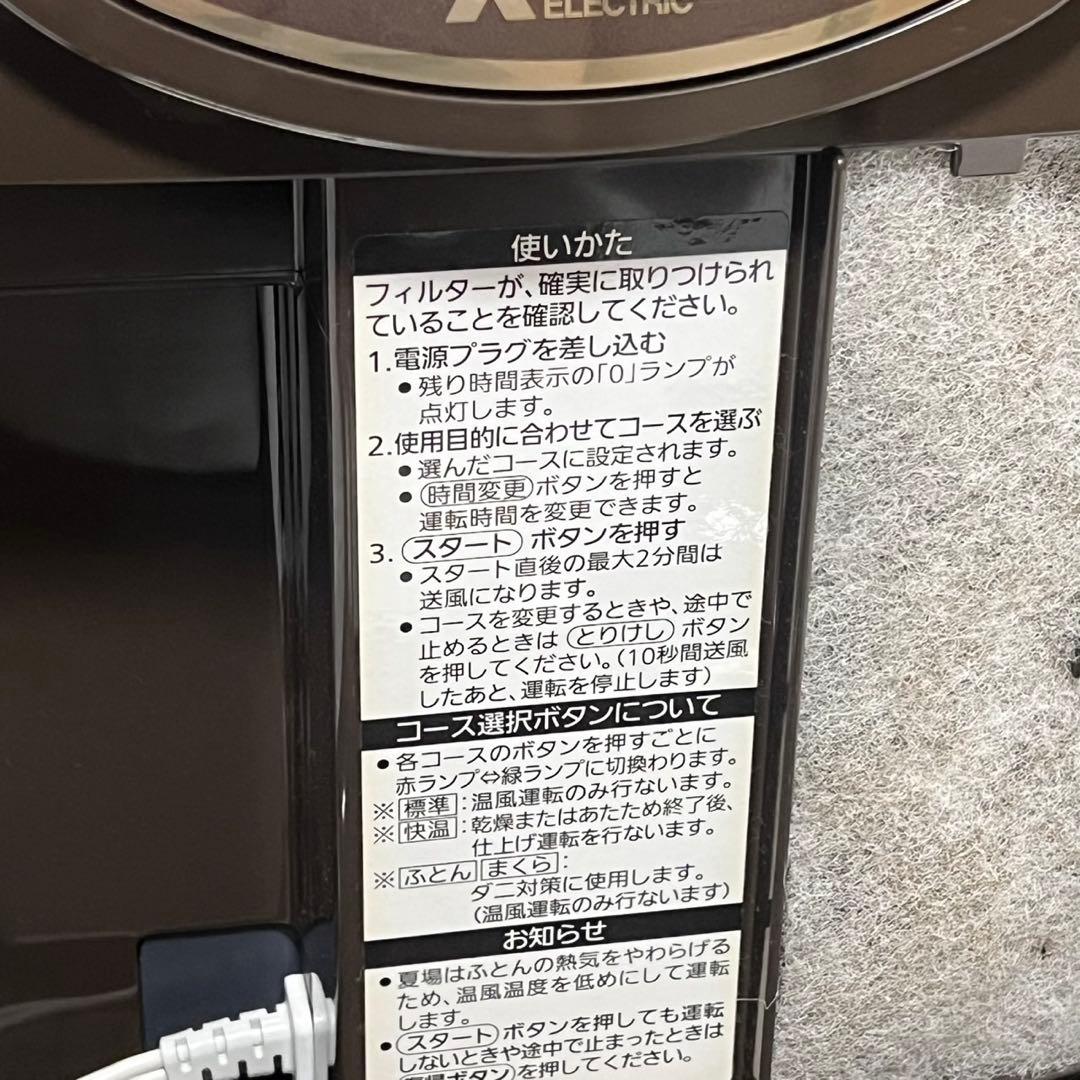 ELECTRIC
使いかた
フィルターが、確実に取りつけられ
ていることを確認してください。
1.電源プラグを差し込む
●残り時間表示の「0」ランプが
点灯します。
2.使用目的に合わせてコースを選ぶ
●選んだコースに設定されます。
●(時間変更)ボタンを押すと
運転時間を変更できます。
3.(スタート)ボタンを押す
●スタート直後の最大2分間は
送風になります。
●コースを変更するときや、途中で
止めるときは(とりけし)ボタン
を押してください。(10秒間送風
したあと、運転を停止します)
コース選択ボタンについて
●各コースのボタンを押すごとに
赤ランプ⇔緑ランプに切換わります。
※標準:温風運転のみ行ないます。
※快温:乾燥またはあたため終了後、
仕上げ運転を行ないます。
※ふとん まくら:
ダニ対策に使用します。
(温風運転のみ行ないます)
お知らせ
●夏場はふとんの熱気をやわらげる
ため、温風温度を低めにして運転
します。
●(スタート)ボタンを押しても運転
しないときや途中で止まったときは
(復帰ボタン)を押してください。